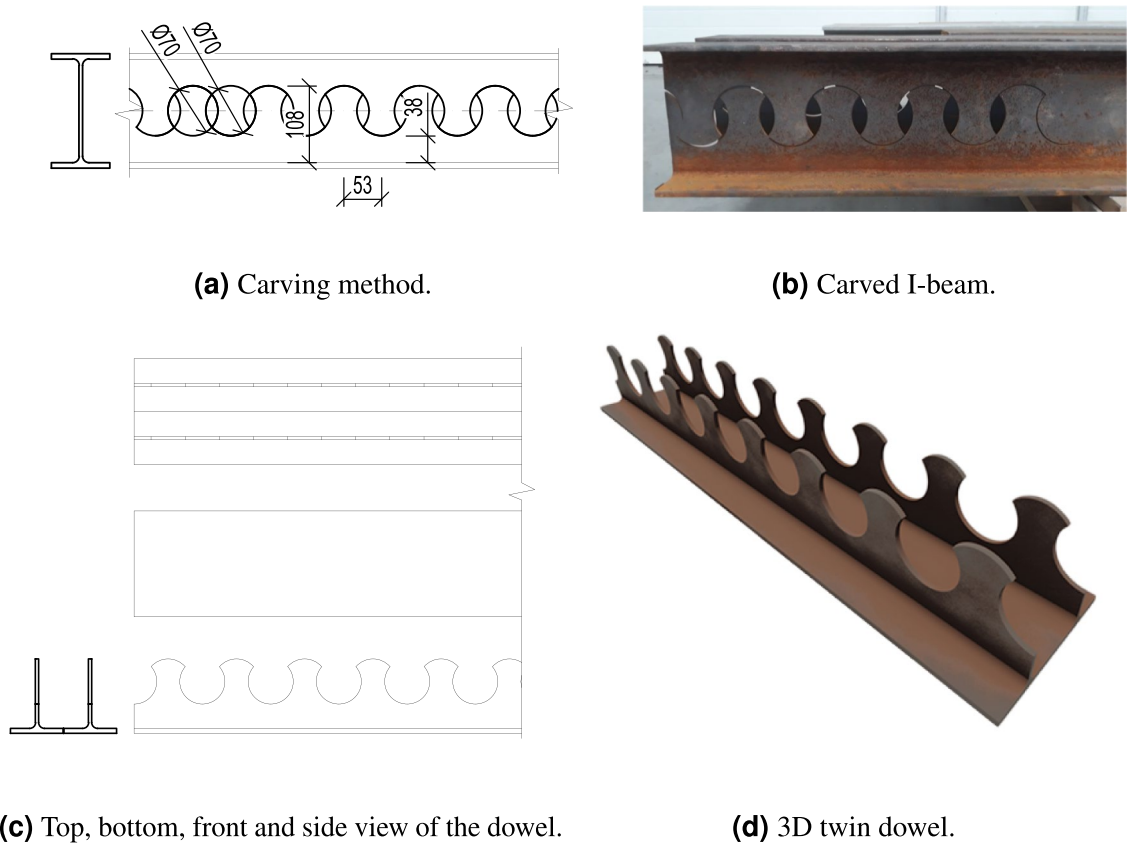 Ø70
Ø70
108
38
53
(a) Carving method.
(b) Carved I-beam.
(c) Top, bottom, front and side view of the dowel.
(d) 3D twin dowel.